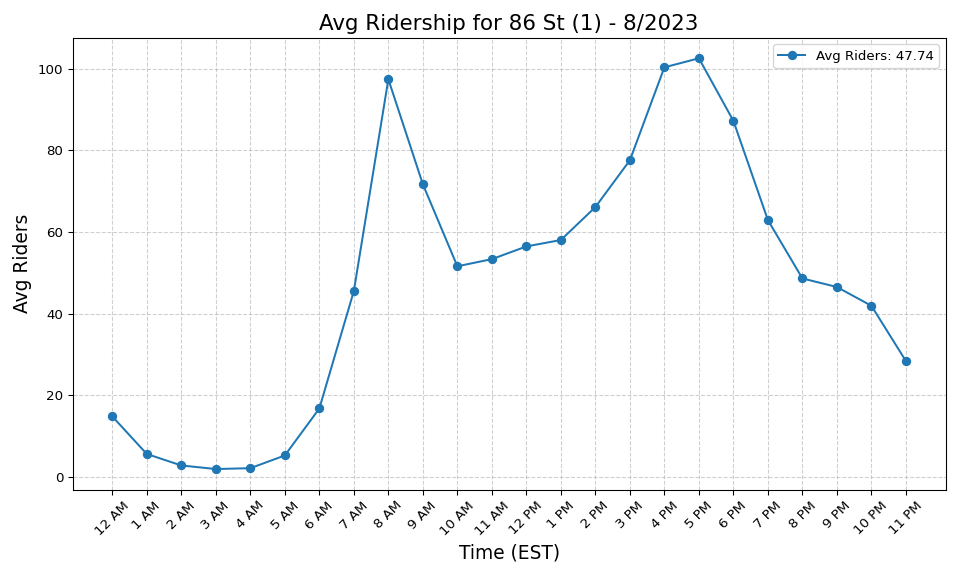 Avg Ridership for 86 St (1) - 8/2023
Avg Riders: 47.74
Avg Riders
100
80
60
40
20
0
12 AM
1 AM
2 AM
3 AM
4 AM
5 AM
6 AM
7 AM
8 AM
9 AM
10 AM
11 AM
12 PM
1 PM
2 PM
3 PM
4 PM
5 PM
6 PM
7 PM
8 PM
9 PM
10 PM
11 PM
Time (EST)